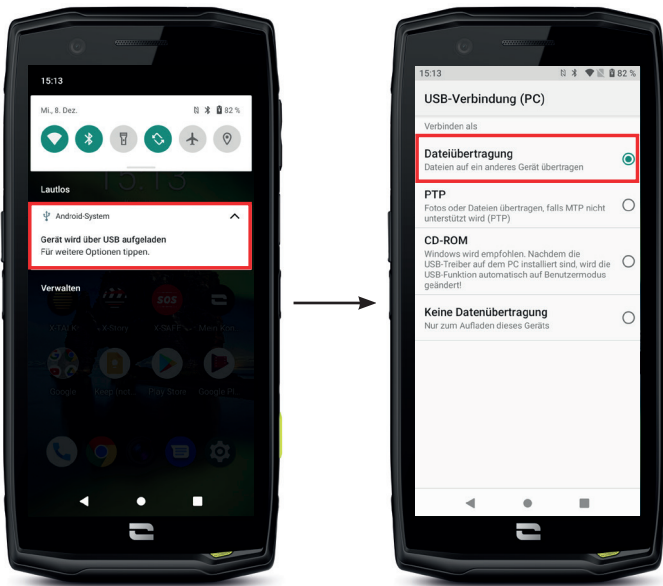 15:13
Mi., 8. Dez.
82 %
Lautlos
Android-System
Gerät wird über USB aufgeladen
Für weitere Optionen tippen.
Verwalten
SOS
Google
Play Store
Google Pl...
15:13
82 %
USB-Verbindung (PC)
Verbinden als
Dateiübertragung
Dateien auf ein anderes Gerät übertragen
PTP
Fotos oder Dateien übertragen, falls MTP nicht
unterstützt wird (PTP)
CD-ROM
Windows wird empfohlen. Nachdem die
USB-Treiber auf dem PC installiert sind, wird die
USB-Funktion automatisch auf Benutzermodus
geändert!
Keine Datenübertragung
Nur zum Aufladen dieses Geräts